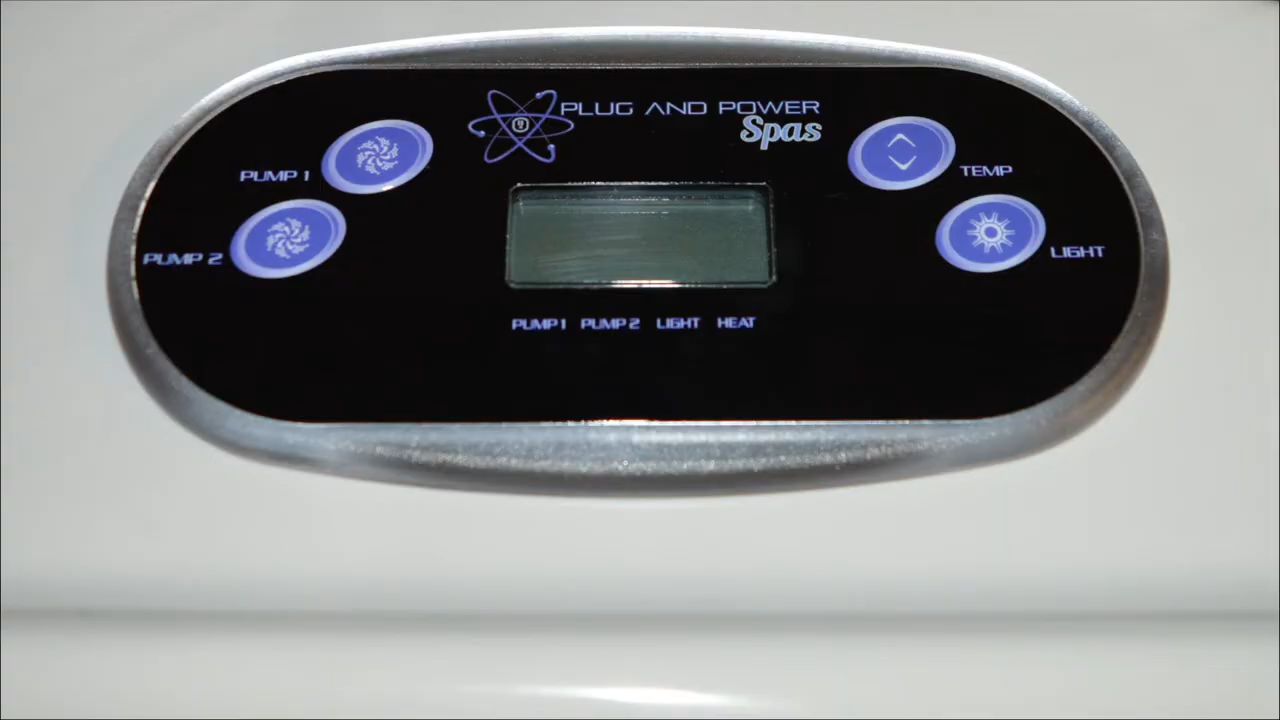 PLUG AND POWER
Spas
PUMP 1
TEMP
PUMP 2
LIGHT
PUMP 1 PUMP 2 LIGHT HEAT